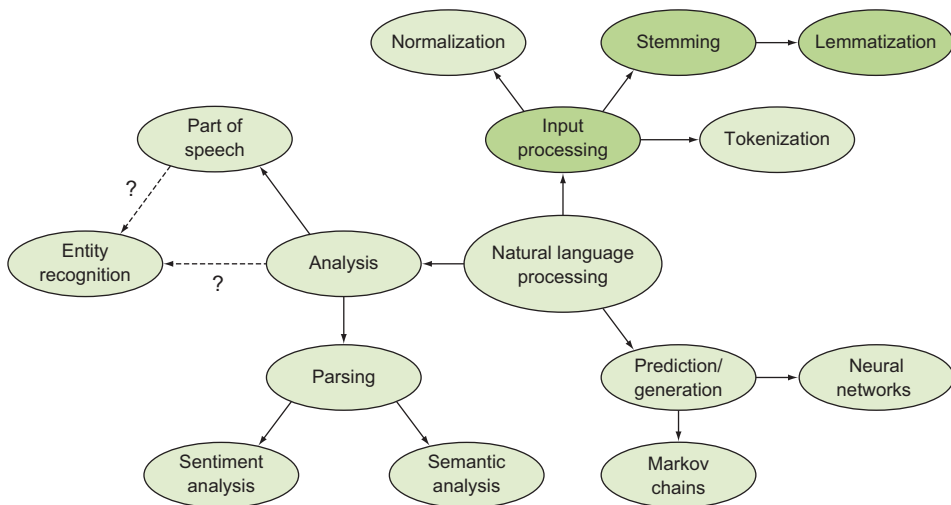 Normalization
Stemming
Lemmatization
Input
processing
Tokenization
Part of
speech
?
Entity
recognition
?
Analysis
Natural language
processing
Parsing
Prediction/
generation
Neural
networks
Sentiment
analysis
Semantic
analysis
Markov
chains